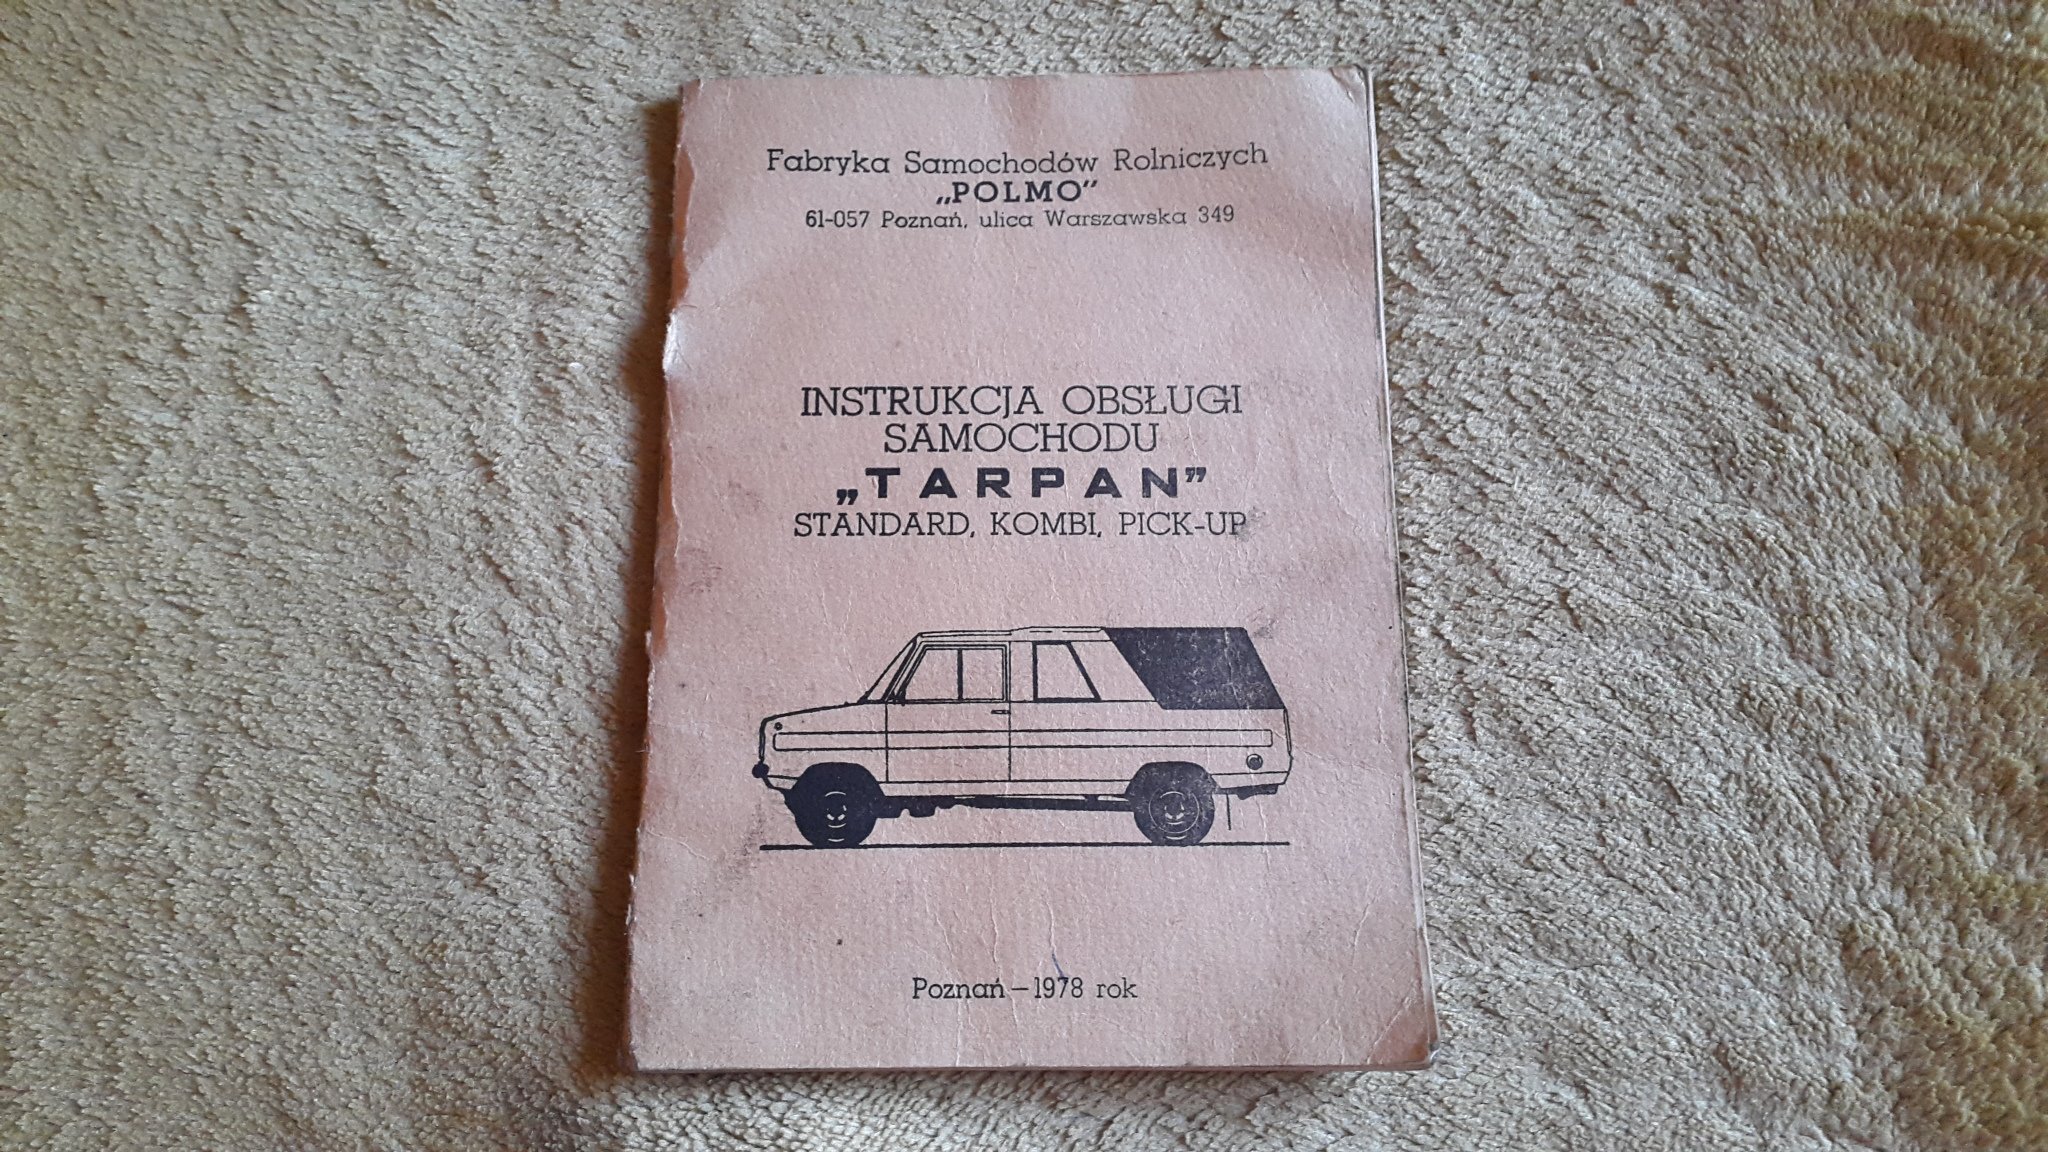 Fabryka Samochodów Rolniczych
„POLMO”
61-057 Poznań, ulica Warszawska 349
INSTRUKCJA OBSŁUGI
SAMOCHODU
„TARPAN”
STANDARD, KOMBI, PICK-UP
Poznań – 1978 rok